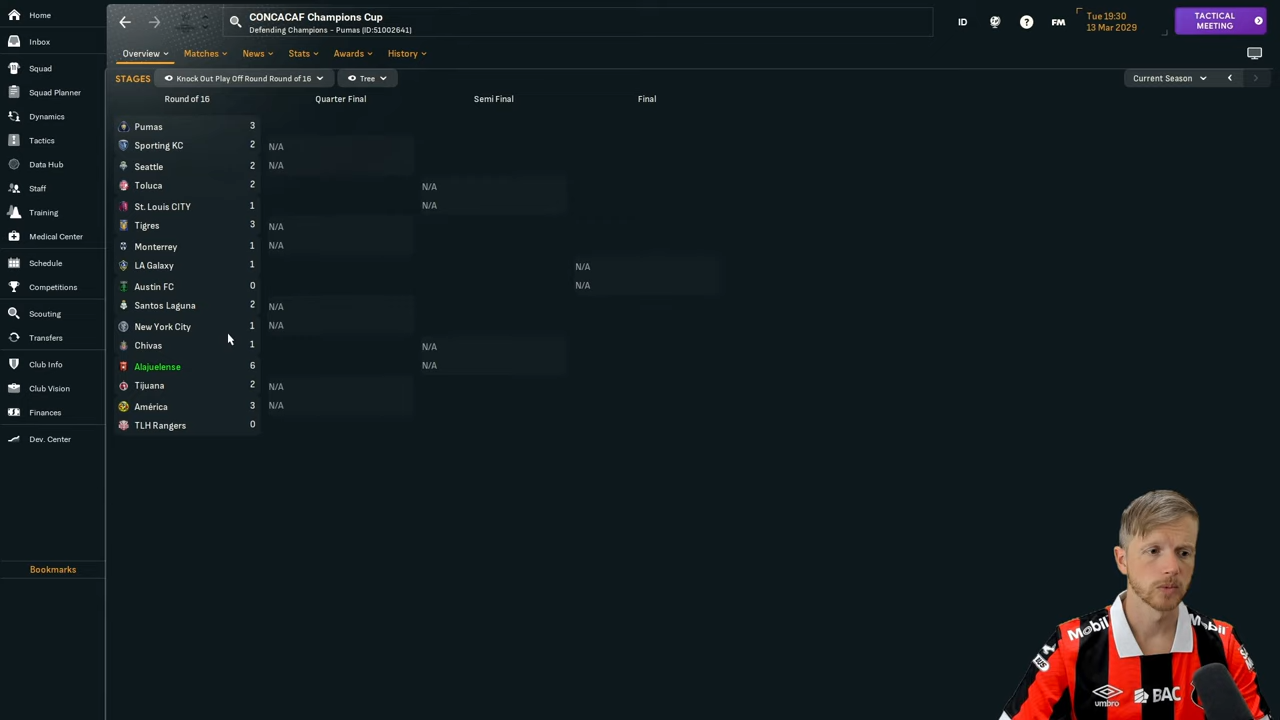 Home
Inbox
Squad
Squad Planner
Dynamics
Tactics
Data Hub
Staff
Training
Medical Center
Schedule
Competitions
Scouting
Transfers
Club Info
Club Vision
Finances
Dev. Center
Bookmarks
CONCACAF Champions Cup
Defending Champions - Pumas (ID:51002641)
ID
?
FM
Tue 19:30
13 Mar 2029
TACTICAL
MEETING
Overview Matches News Stats Awards History
STAGES Knock Out Play Off Round Round of 16 Tree Current Season
Round of 16 Quarter Final Semi Final Final
Pumas 3
Sporting KC 2
N/A
N/A
Seattle 2
Toluca 2
N/A
N/A
St. Louis CITY 1
Tigres 3
N/A
N/A
Monterrey 1
LA Galaxy 1
N/A
N/A
Austin FC 0
Santos Laguna 2
N/A
N/A
New York City 1
Chivas 1
N/A
N/A
Alajuelense 6
Tijuana 2
N/A
N/A
América 3
TLH Rangers 0
Mobil
Mobil
umbro
BAC